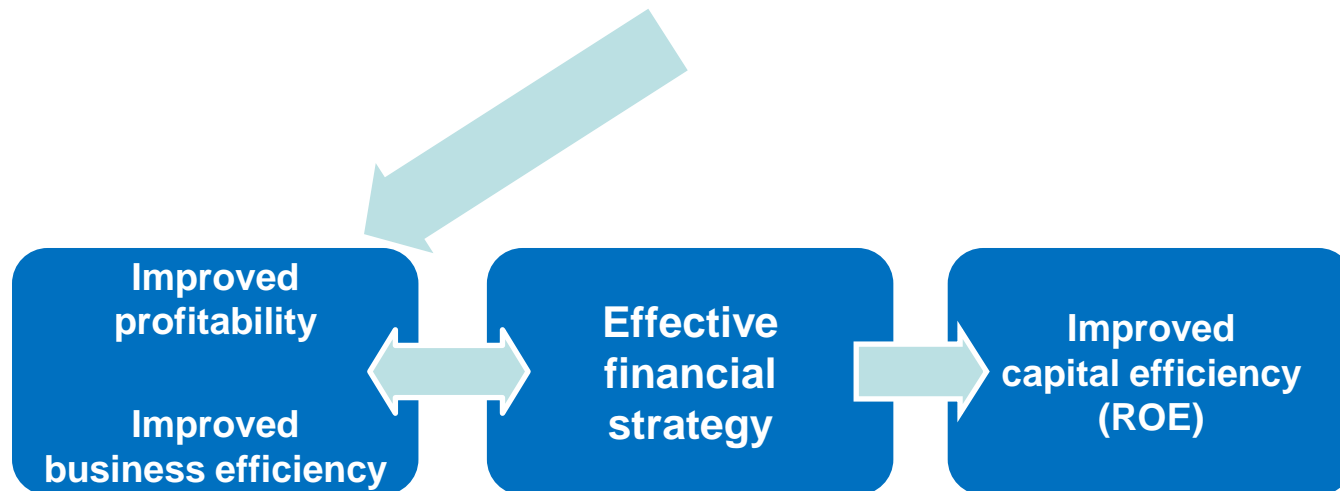 Improved
profitability
Improved
business efficiency
Effective
financial
strategy
Improved
capital efficiency
(ROE)